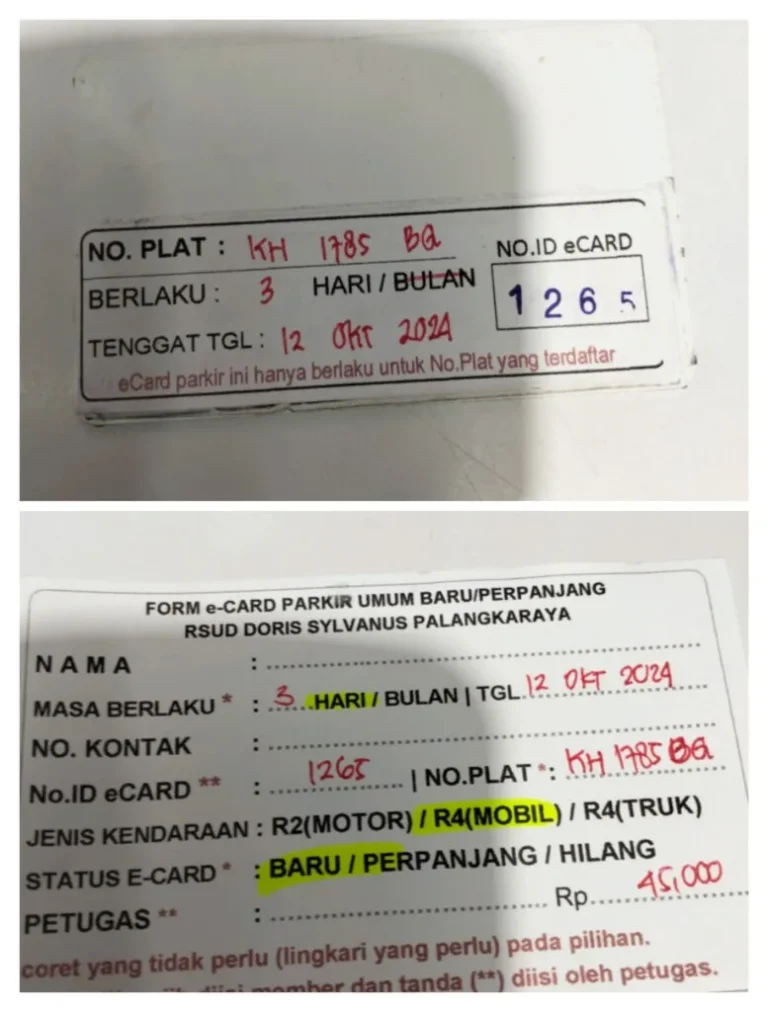 NO. PLAT : KH 1785 BQ
NO.ID eCARD
BERLAKU : 3 HARI / BULAN
1 2 6 5
TENGGAT TGL : 12 OKT 2024
eCard parkir ini hanya berlaku untuk No.Plat yang terdaftar
FORM e-CARD PARKIR UMUM BARU/PERPANJANG
RSUD DORIS SYLVANUS PALANGKARAYA
NAMA :
MASA BERLAKU * : 3 HARI / BULAN | TGL. 12 OKT 2024
NO. KONTAK :
No.ID eCARD ** : 1265 | NO.PLAT *: KH 1785 BQ
JENIS KENDARAAN : R2(MOTOR) / R4(MOBIL) / R4(TRUK)
STATUS E-CARD * : BARU / PERPANJANG / HILANG
PETUGAS ** : Rp. 45,000
coret yang tidak perlu (lingkari yang perlu) pada pilihan.
diisi member dan tanda (**) diisi oleh petugas.